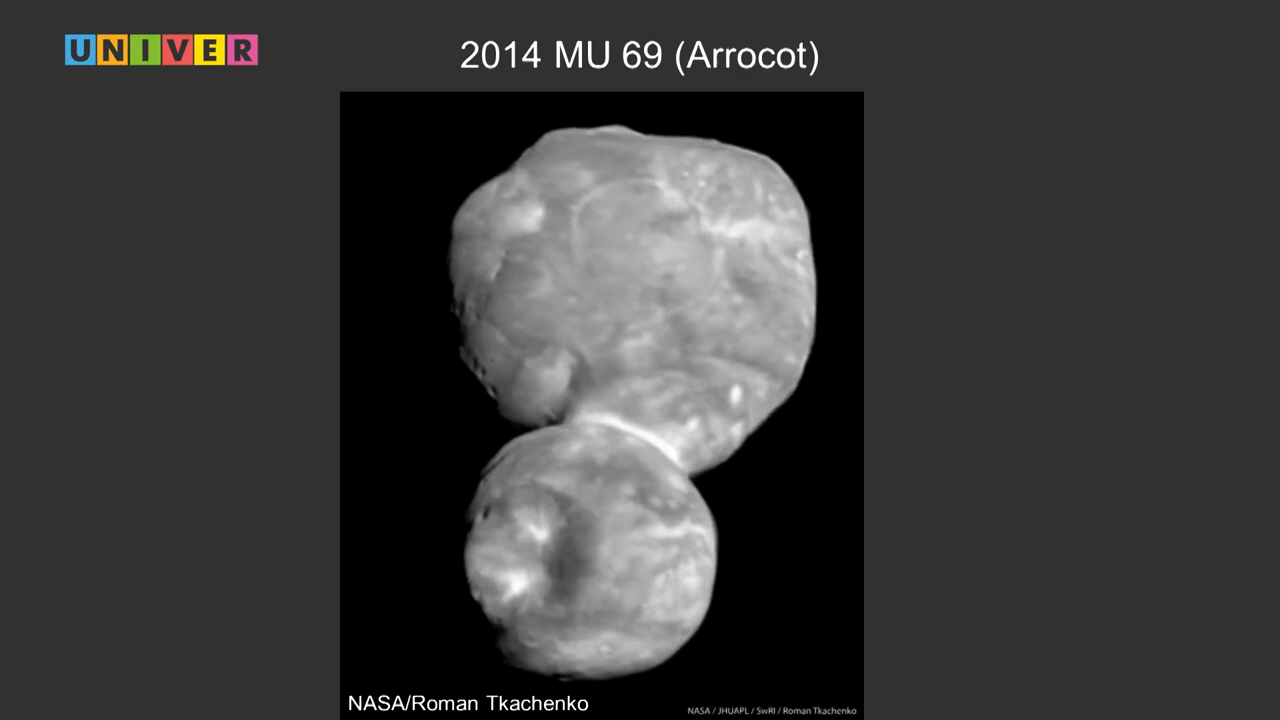 UNIVER
2014 MU 69 (Arrocot)
NASA/Roman Tkachenko
NASA / JHUAPL / SwRI / Roman Tkachenko